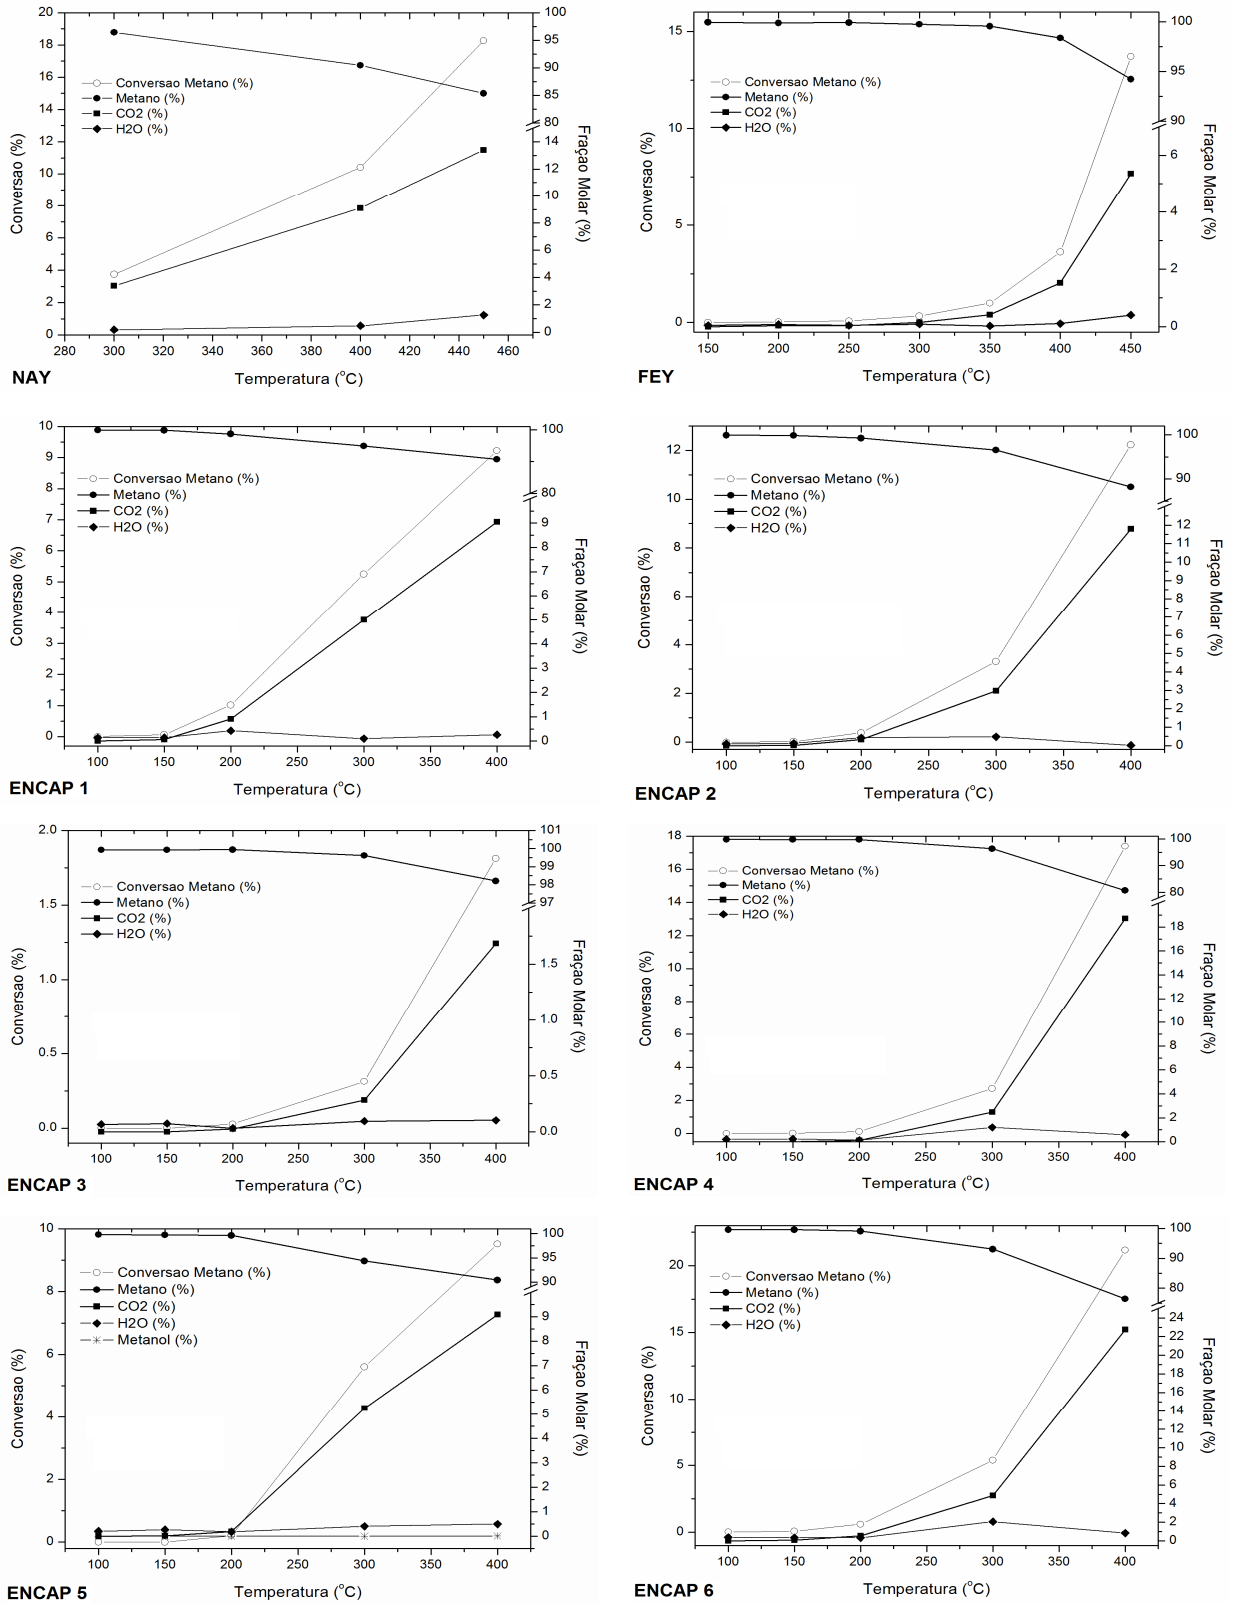 NAY
Conversao (%)
20
18
16
14
12
10
8
6
4
2
0
Conversao Metano (%)
Metano (%)
CO2 (%)
H2O (%)
100
95
90
85
80
14
12
10
8
6
4
2
0
Fraçao Molar (%)
280 300 320 340 360 380 400 420 440 460
Temperatura (°C)
FEY
Conversao (%)
15
10
5
0
Conversao Metano (%)
Metano (%)
CO2 (%)
H2O (%)
100
95
90
6
4
2
0
Fraçao Molar (%)
150 200 250 300 350 400 450
Temperatura (°C)
ENCAP 1
Conversao (%)
10
9
8
7
6
5
4
3
2
1
0
Conversao Metano (%)
Metano (%)
CO2 (%)
H2O (%)
100
80
9
8
7
6
5
4
3
2
1
0
Fraçao Molar (%)
100 150 200 250 300 350 400
Temperatura (°C)
ENCAP 2
Conversao (%)
12
10
8
6
4
2
0
Conversao Metano (%)
Metano (%)
CO2 (%)
H2O (%)
100
90
12
11
10
9
8
7
6
5
4
3
2
1
0
Fraçao Molar (%)
100 150 200 250 300 350 400
Temperatura (°C)
ENCAP 3
Conversao (%)
2.0
1.5
1.0
0.5
0.0
Conversao Metano (%)
Metano (%)
CO2 (%)
H2O (%)
101
100
99
98
97
1.5
1.0
0.5
0.0
Fraçao Molar (%)
100 150 200 250 300 350 400
Temperatura (°C)
ENCAP 4
Conversao (%)
18
16
14
12
10
8
6
4
2
0
Conversao Metano (%)
Metano (%)
CO2 (%)
H2O (%)
100
90
80
18
16
14
12
10
8
6
4
2
0
Fraçao Molar (%)
100 150 200 250 300 350 400
Temperatura (°C)
ENCAP 5
Conversao (%)
10
8
6
4
2
0
Conversao Metano (%)
Metano (%)
CO2 (%)
H2O (%)
Metanol (%)
100
95
90
9
8
7
6
5
4
3
2
1
0
Fraçao Molar (%)
100 150 200 250 300 350 400
Temperatura (°C)
ENCAP 6
Conversao (%)
20
15
10
5
0
Conversao Metano (%)
Metano (%)
CO2 (%)
H2O (%)
100
90
80
24
22
20
18
16
14
12
10
8
6
4
2
0
Fraçao Molar (%)
100 150 200 250 300 350 400
Temperatura (°C)